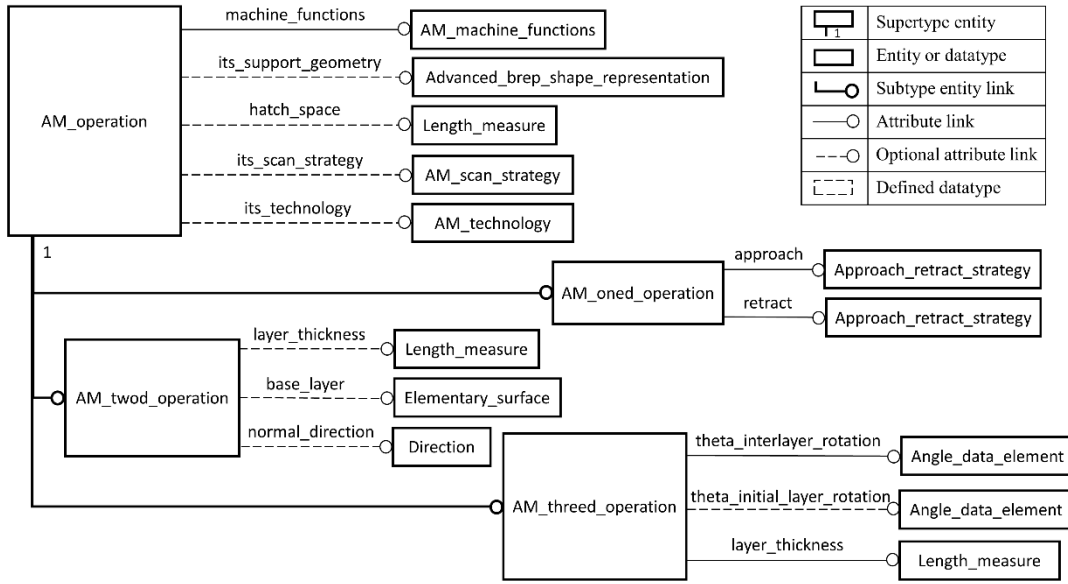 AM_operation
machine_functions
AM_machine_functions
its_support_geometry
Advanced_brep_shape_representation
hatch_space
Length_measure
its_scan_strategy
AM_scan_strategy
its_technology
AM_technology
1
Supertype entity
1
Entity or datatype
Subtype entity link
Attribute link
Optional attribute link
Defined datatype
AM_oned_operation
approach
Approach_retract_strategy
retract
Approach_retract_strategy
AM_twod_operation
layer_thickness
Length_measure
base_layer
Elementary_surface
normal_direction
Direction
AM_threed_operation
theta_interlayer_rotation
Angle_data_element
theta_initial_layer_rotation
Angle_data_element
layer_thickness
Length_measure